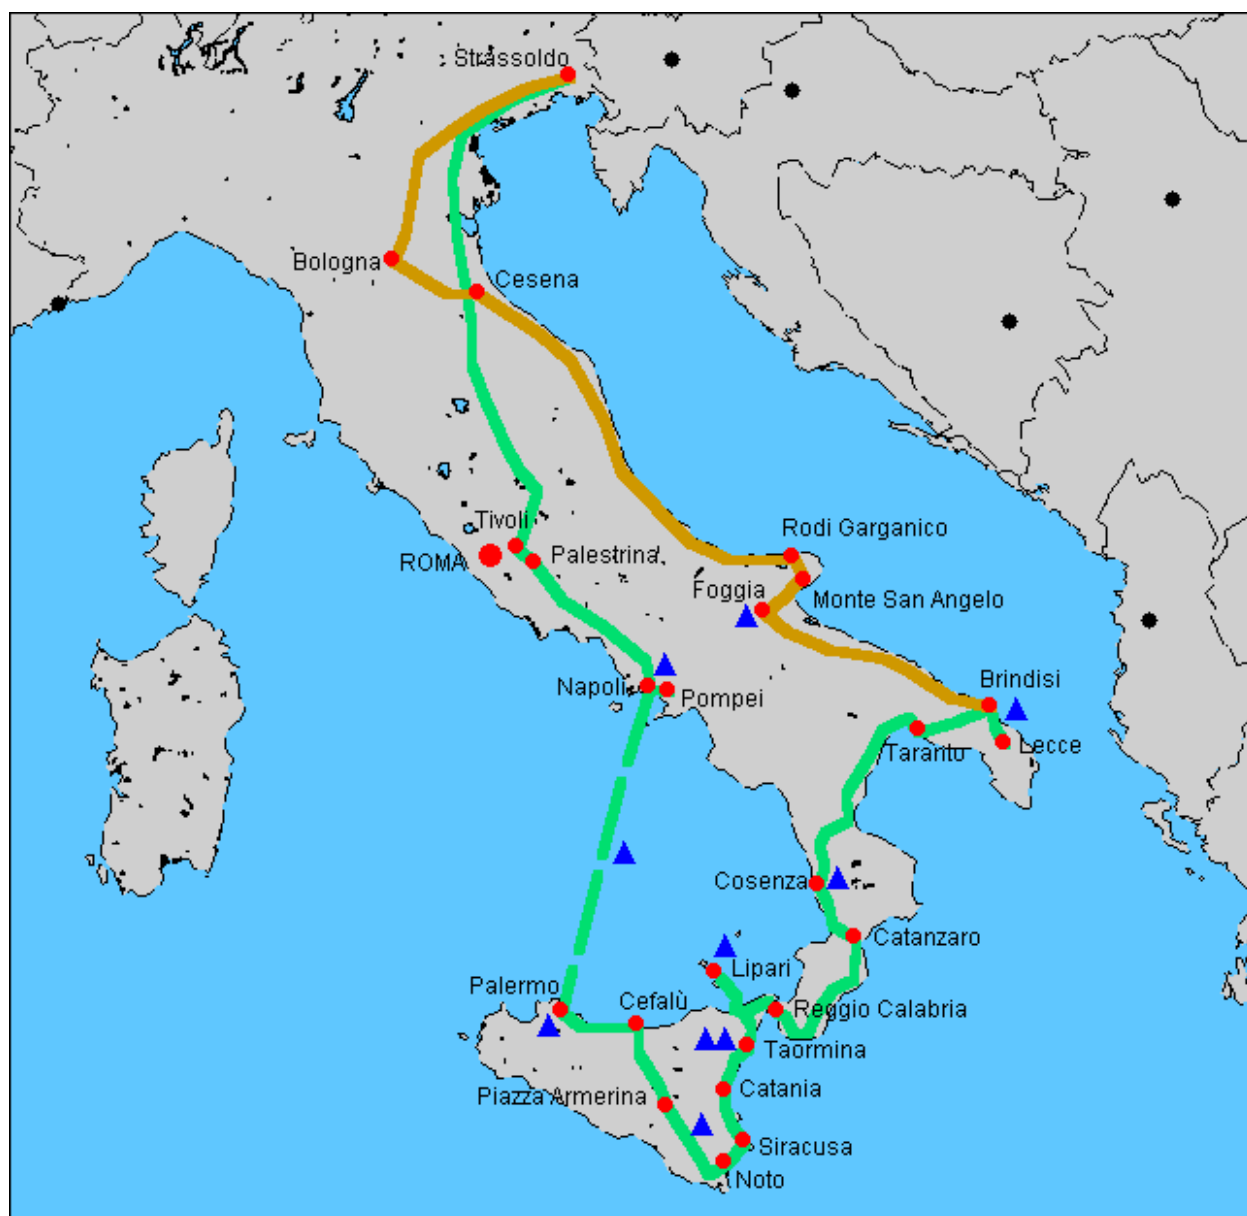 Strassoldo
Bologna
Cesena
Tivoli
ROMA
Palestrina
Rodi Garganico
Foggia
Monte San Angelo
Napoli
Pompei
Brindisi
Taranto
Lecce
Cosenza
Catanzaro
Lipari
Palermo
Cefalù
Reggio Calabria
Taormina
Piazza Armerina
Catania
Siracusa
Noto